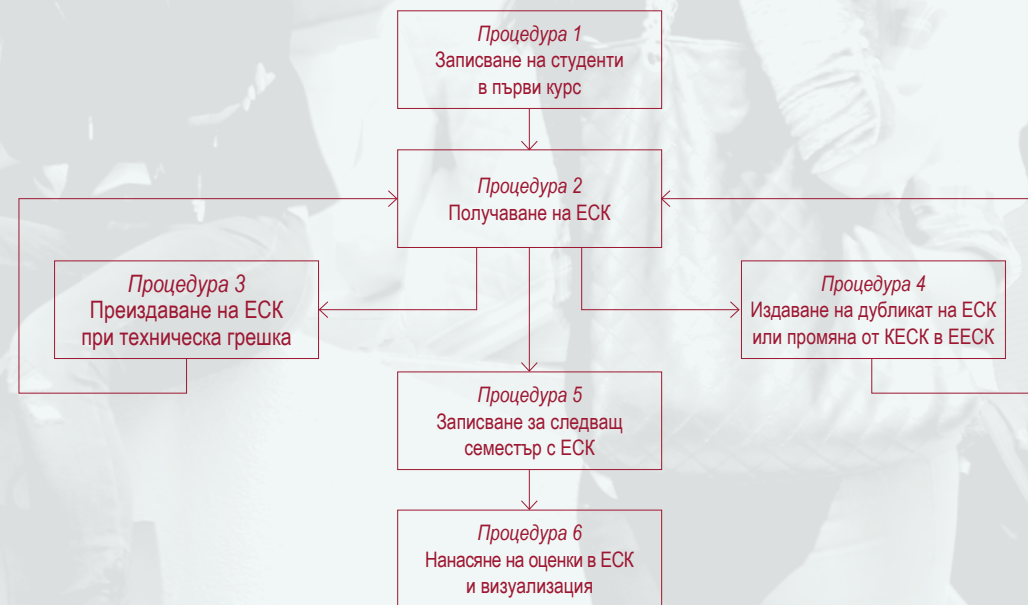 Процедура 1
Записване на студенти
в първи курс
Процедура 2
Получаване на ЕСК
Процедура 3
Преиздаване на ЕСК
при техническа грешка
Процедура 4
Издаване на дубликат на ЕСК
или промяна от КЕСК в ЕЕСК
Процедура 5
Записване за следващ
семестър с ЕСК
Процедура 6
Нанасяне на оценки в ЕСК
и визуализация